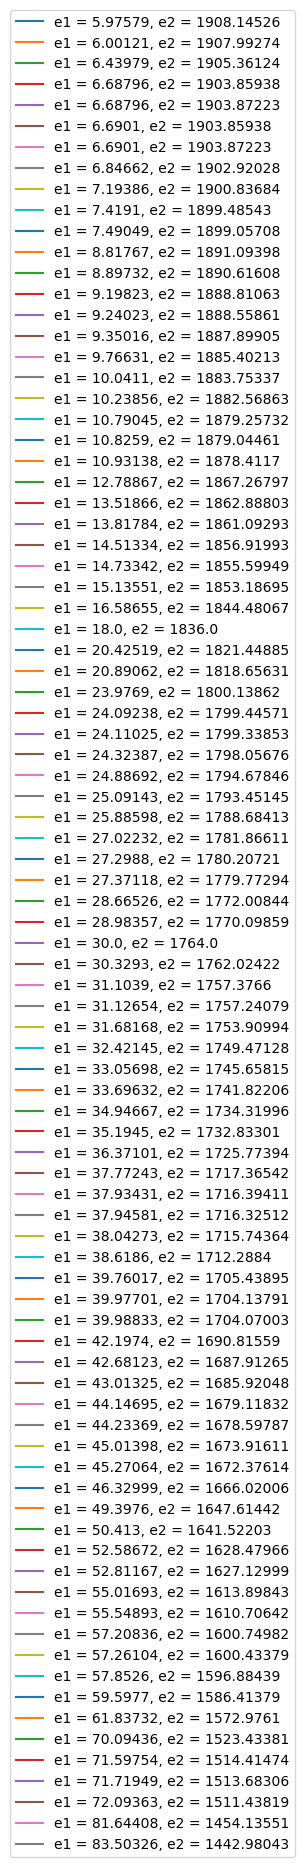 e1 = 5.97579, e2 = 1908.14526
e1 = 6.00121, e2 = 1907.99274
e1 = 6.43979, e2 = 1905.36124
e1 = 6.68796, e2 = 1903.85938
e1 = 6.68796, e2 = 1903.87223
e1 = 6.6901, e2 = 1903.85938
e1 = 6.6901, e2 = 1903.87223
e1 = 6.84662, e2 = 1902.92028
e1 = 7.19386, e2 = 1900.83684
e1 = 7.4191, e2 = 1899.48543
e1 = 7.49049, e2 = 1899.05708
e1 = 8.81767, e2 = 1891.09398
e1 = 8.89732, e2 = 1890.61608
e1 = 9.19823, e2 = 1888.81063
e1 = 9.24023, e2 = 1888.55861
e1 = 9.35016, e2 = 1887.89905
e1 = 9.76631, e2 = 1885.40213
e1 = 10.0411, e2 = 1883.75337
e1 = 10.23856, e2 = 1882.56863
e1 = 10.79045, e2 = 1879.25732
e1 = 10.8259, e2 = 1879.04461
e1 = 10.93138, e2 = 1878.4117
e1 = 12.78867, e2 = 1867.26797
e1 = 13.51866, e2 = 1862.88803
e1 = 13.81784, e2 = 1861.09293
e1 = 14.51334, e2 = 1856.91993
e1 = 14.73342, e2 = 1855.59949
e1 = 15.13551, e2 = 1853.18695
e1 = 16.58655, e2 = 1844.48067
e1 = 18.0, e2 = 1836.0
e1 = 20.42519, e2 = 1821.44885
e1 = 20.89062, e2 = 1818.65631
e1 = 23.9769, e2 = 1800.13862
e1 = 24.09238, e2 = 1799.44571
e1 = 24.11025, e2 = 1799.33853
e1 = 24.32387, e2 = 1798.05676
e1 = 24.88692, e2 = 1794.67846
e1 = 25.09143, e2 = 1793.45145
e1 = 25.88598, e2 = 1788.68413
e1 = 27.02232, e2 = 1781.86611
e1 = 27.2988, e2 = 1780.20721
e1 = 27.37118, e2 = 1779.77294
e1 = 28.66526, e2 = 1772.00844
e1 = 28.98357, e2 = 1770.09859
e1 = 30.0, e2 = 1764.0
e1 = 30.3293, e2 = 1762.02422
e1 = 31.1039, e2 = 1757.3766
e1 = 31.12654, e2 = 1757.24079
e1 = 31.68168, e2 = 1753.90994
e1 = 32.42145, e2 = 1749.47128
e1 = 33.05698, e2 = 1745.65815
e1 = 33.69632, e2 = 1741.82206
e1 = 34.94667, e2 = 1734.31996
e1 = 35.1945, e2 = 1732.83301
e1 = 36.37101, e2 = 1725.77394
e1 = 37.77243, e2 = 1717.36542
e1 = 37.93431, e2 = 1716.39411
e1 = 37.94581, e2 = 1716.32512
e1 = 38.04273, e2 = 1715.74364
e1 = 38.6186, e2 = 1712.2884
e1 = 39.76017, e2 = 1705.43895
e1 = 39.97701, e2 = 1704.13791
e1 = 39.98833, e2 = 1704.07003
e1 = 42.1974, e2 = 1690.81559
e1 = 42.68123, e2 = 1687.91265
e1 = 43.01325, e2 = 1685.92048
e1 = 44.14695, e2 = 1679.11832
e1 = 44.23369, e2 = 1678.59787
e1 = 45.01398, e2 = 1673.91611
e1 = 45.27064, e2 = 1672.37614
e1 = 46.32999, e2 = 1666.02006
e1 = 49.3976, e2 = 1647.61442
e1 = 50.413, e2 = 1641.52203
e1 = 52.58672, e2 = 1628.47966
e1 = 52.81167, e2 = 1627.12999
e1 = 55.01693, e2 = 1613.89843
e1 = 55.54893, e2 = 1610.70642
e1 = 57.20836, e2 = 1600.74982
e1 = 57.26104, e2 = 1600.43379
e1 = 57.8526, e2 = 1596.88439
e1 = 59.5977, e2 = 1586.41379
e1 = 61.83732, e2 = 1572.9761
e1 = 70.09436, e2 = 1523.43381
e1 = 71.59754, e2 = 1514.41474
e1 = 71.71949, e2 = 1513.68306
e1 = 72.09363, e2 = 1511.43819
e1 = 81.64408, e2 = 1454.13551
e1 = 83.50326, e2 = 1442.98043